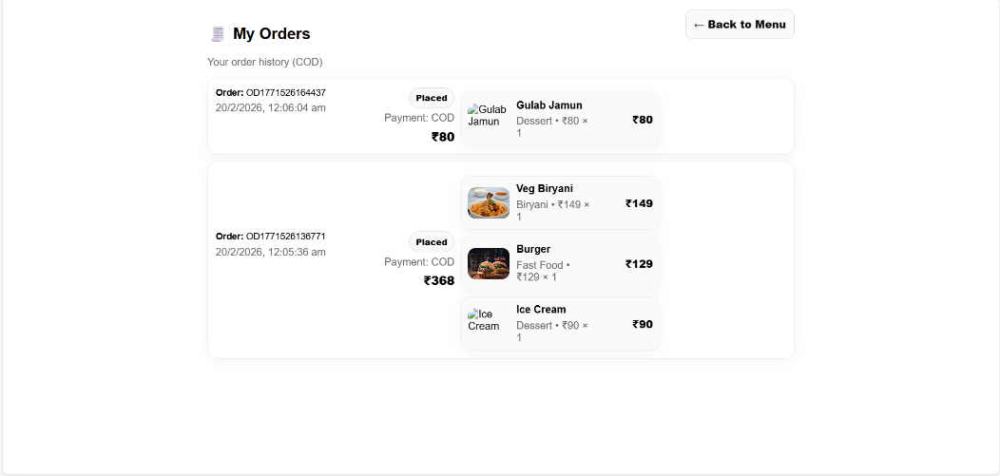 My Orders
← Back to Menu
Your order history (COD)
Order: OD1771526164437
20/2/2026, 12:06:04 am
Placed
Payment: COD
₹80
Gulab
Jamun
Gulab Jamun
Dessert • ₹80 ×
1
₹80
Order: OD1771526136771
20/2/2026, 12:05:36 am
Placed
Payment: COD
₹368
Veg Biryani
Biryani • ₹149 ×
1
₹149
Burger
Fast Food •
₹129 × 1
₹129
Ice
Cream
Ice Cream
Dessert • ₹90 ×
1
₹90